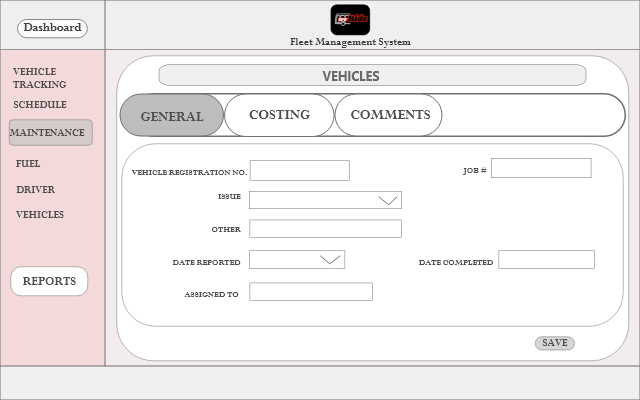 Dashboard
Ride
Fleet Management System
VEHICLE
TRACKING
SCHEDULE
MAINTENANCE
FUEL
DRIVER
VEHICLES
REPORTS
VEHICLES
GENERAL
COSTING
COMMENTS
VEHICLE REGISTRATION NO.
JOB #
ISSUE
OTHER
DATE REPORTED
DATE COMPLETED
ASSIGNED TO
SAVE